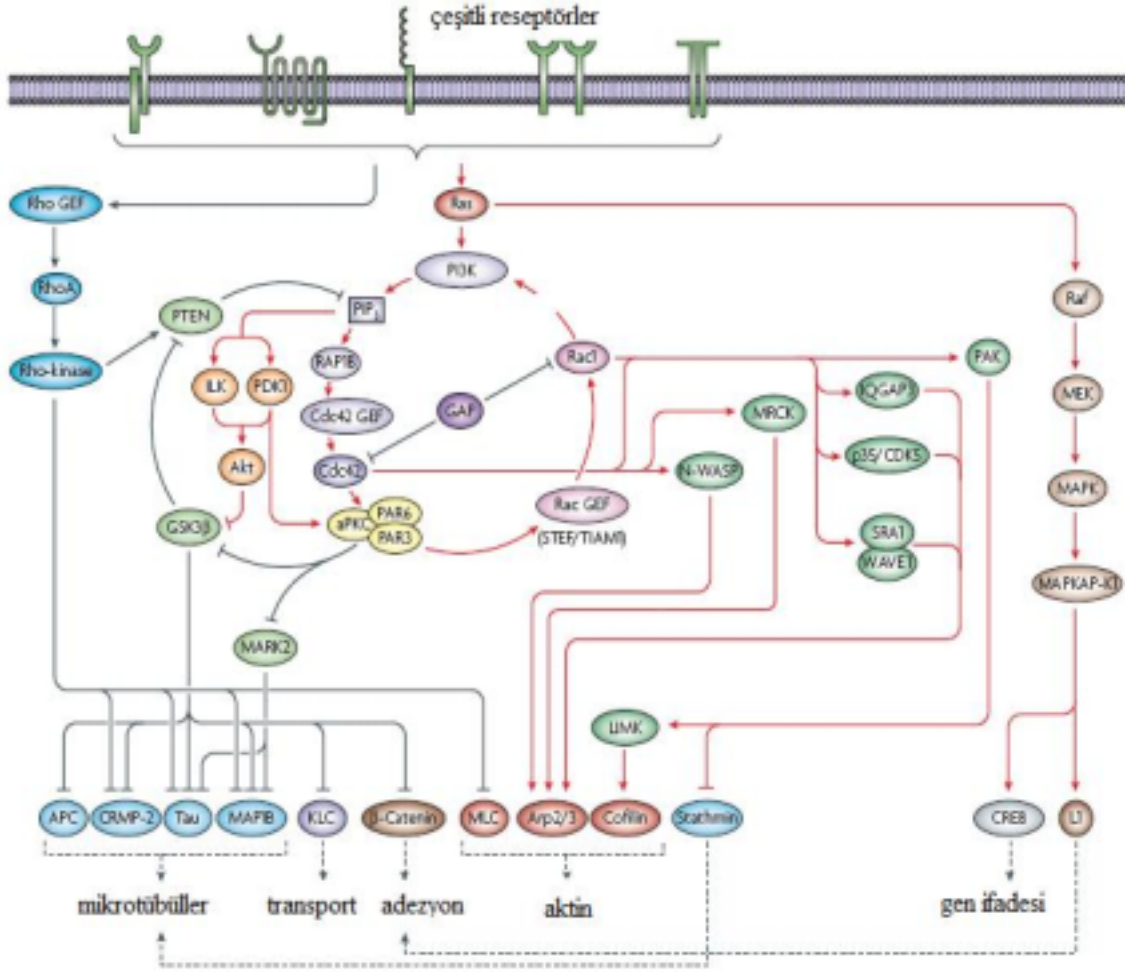 çeşitli reseptörler
Rho GEF
Ras
PI3K
RhoA
PTEN
PIP₃
Raf
Rho-kinase
RAP1B
Rac1
PAK
ILK
PDK1
IQGAP3
MEK
Cdc42 GEF
GAP
MRCK
Akt
Cdc42
N-WASP
p35/CDK5
MAPK
GSK3β
aPKC
PAR6
PAR3
Rac GEF
(STEF/TIAM1)
SRA1
WAVE1
MAPKAP-K1
MARK2
LIMK
APC
CRMP-2
Tau
MAP1B
KLC
β-Catenin
MLC
Arp2/3
Cofilin
Stathmin
CREB
L1
mikrotübüller
transport
adezyon
aktin
gen ifadesi